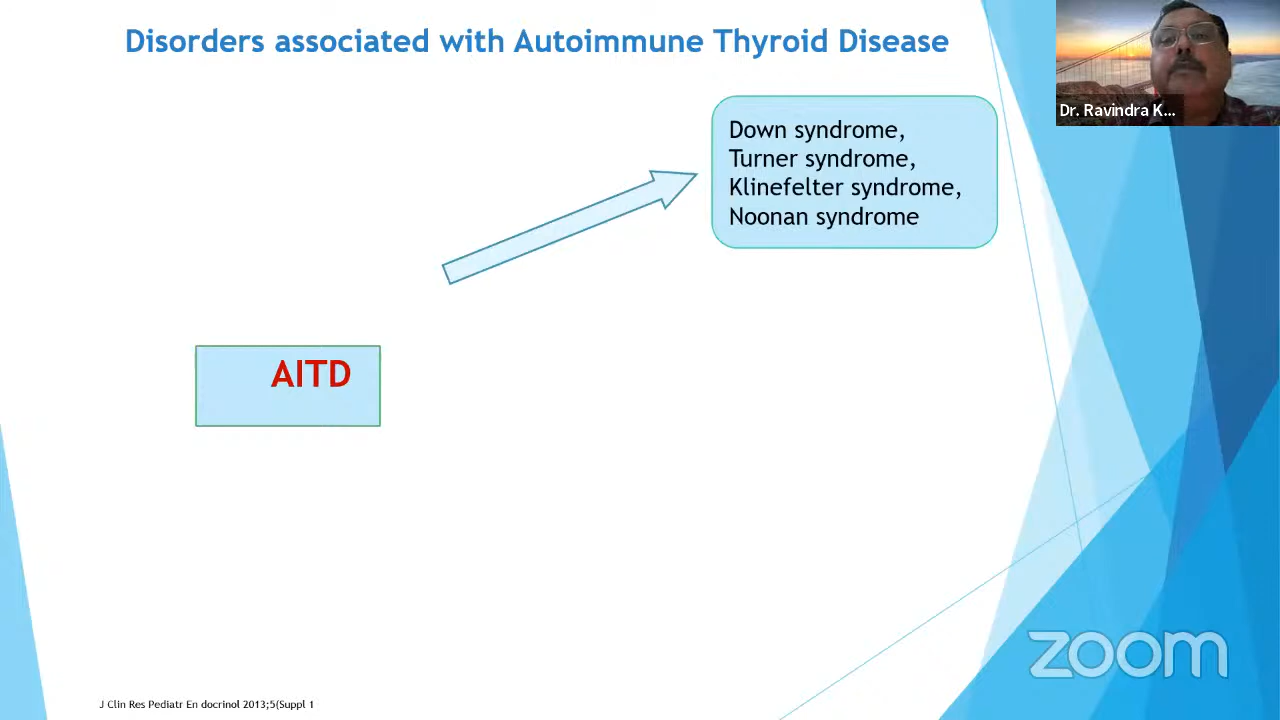 Disorders associated with Autoimmune Thyroid Disease
Dr. Ravindra K...
Down syndrome,
Turner syndrome,
Klinefelter syndrome,
Noonan syndrome
AITD
zoom
J Clin Res Pediatr En docrinol 2013;5(Suppl 1